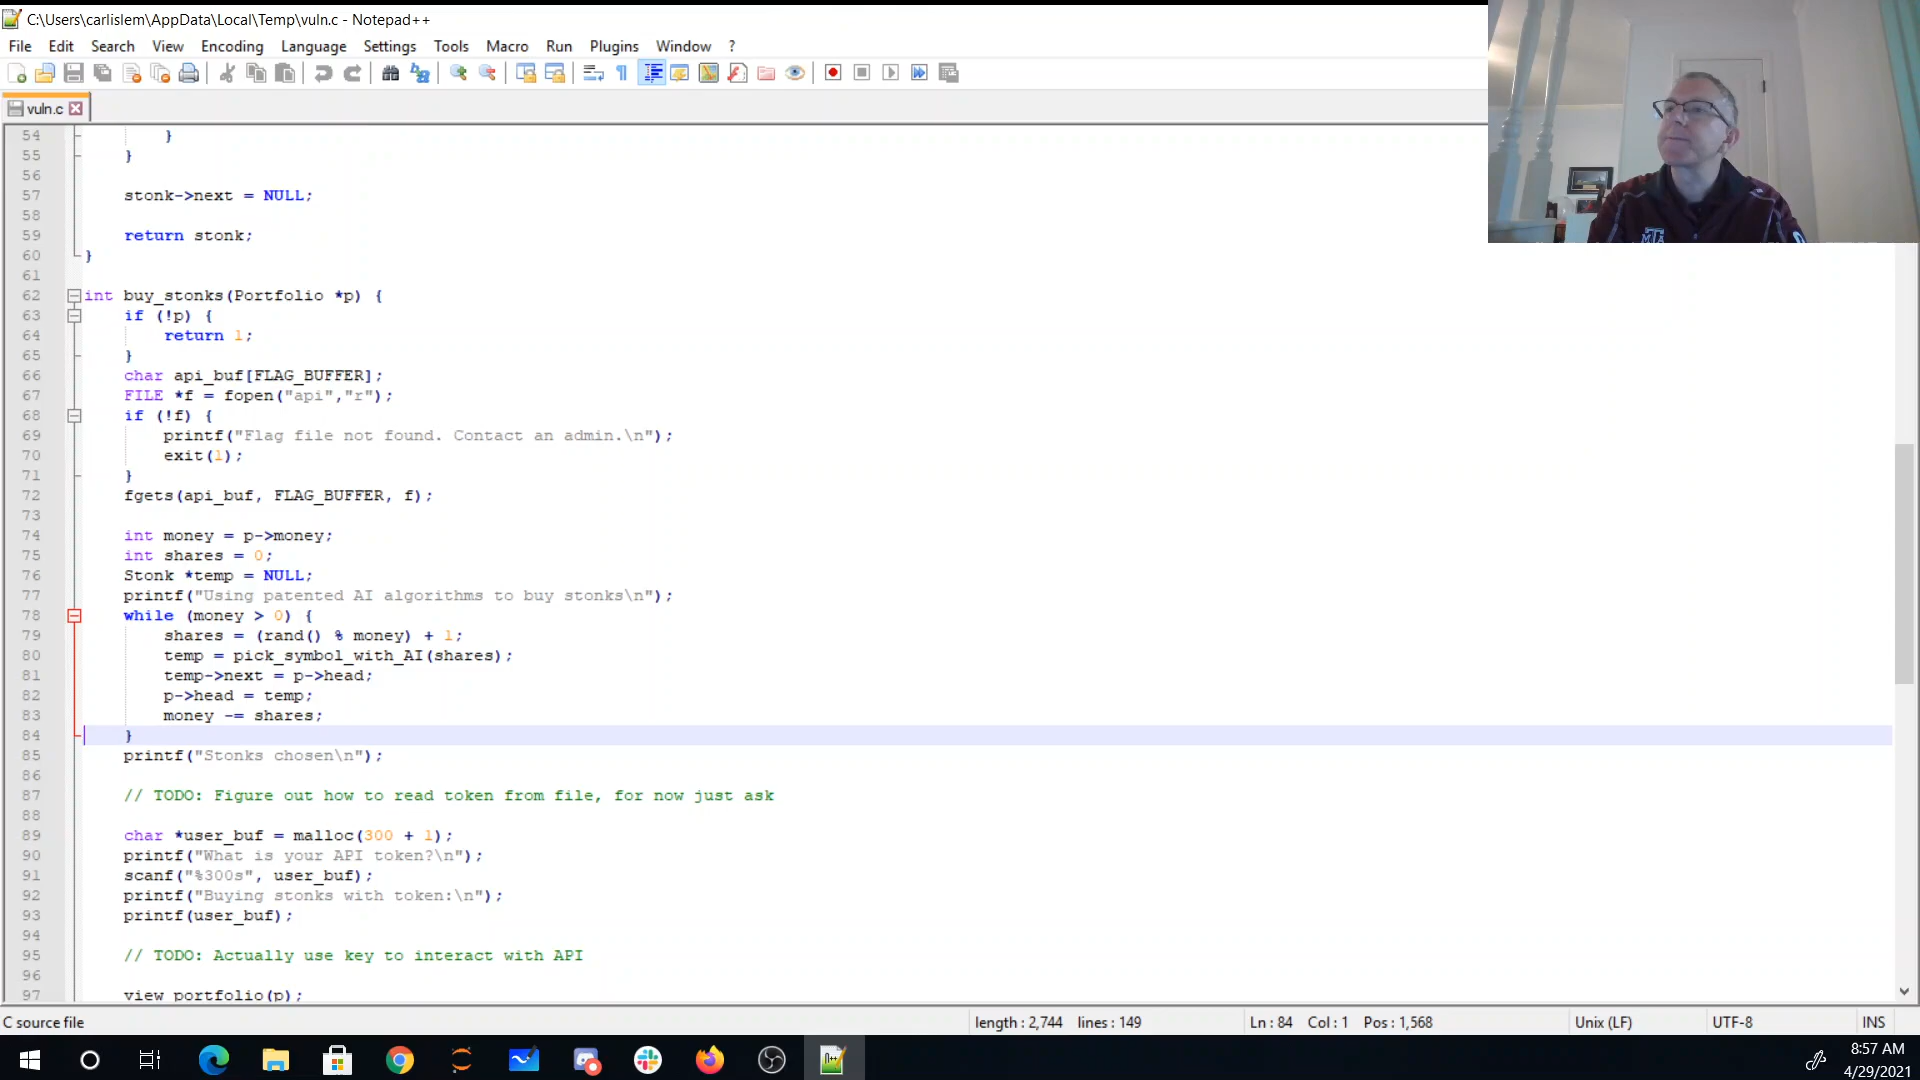 C:\Users\carlislem\AppData\Local\Temp\vuln.c - Notepad++
File Edit Search View Encoding Language Settings Tools Macro Run Plugins Window ?
vuln.c
54 }
55 }
56
57 stonk->next = NULL;
58
59 return stonk;
60 }
61
62 int buy_stonks(Portfolio *p) {
63 if (!p) {
64 return 1;
65 }
66 char api_buf[FLAG_BUFFER];
67 FILE *f = fopen("api","r");
68 if (!f) {
69 printf("Flag file not found. Contact an admin.\n");
70 exit(1);
71 }
72 fgets(api_buf, FLAG_BUFFER, f);
73
74 int money = p->money;
75 int shares = 0;
76 Stonk *temp = NULL;
77 printf("Using patented AI algorithms to buy stonks\n");
78 while (money > 0) {
79 shares = (rand() % money) + 1;
80 temp = pick_symbol_with_AI(shares);
81 temp->next = p->head;
82 p->head = temp;
83 money -= shares;
84 }
85 printf("Stonks chosen\n");
86
87 // TODO: Figure out how to read token from file, for now just ask
88
89 char *user_buf = malloc(300 + 1);
90 printf("What is your API token?\n");
91 scanf("%300s", user_buf);
92 printf("Buying stonks with token:\n");
93 printf(user_buf);
94
95 // TODO: Actually use key to interact with API
96
97 view_portfolio(p);
C source file length : 2,744 lines : 149 Ln : 84 Col : 1 Pos : 1,568 Unix (LF) UTF-8 INS
8:57 AM
4/29/2021